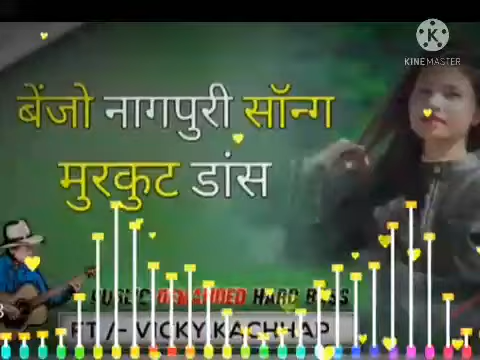 KINEMASTER
बेंजो नागपुरी सॉन्ग
मुरकुट डांस
HARD BASS
FT /- VICKY KACHHAP